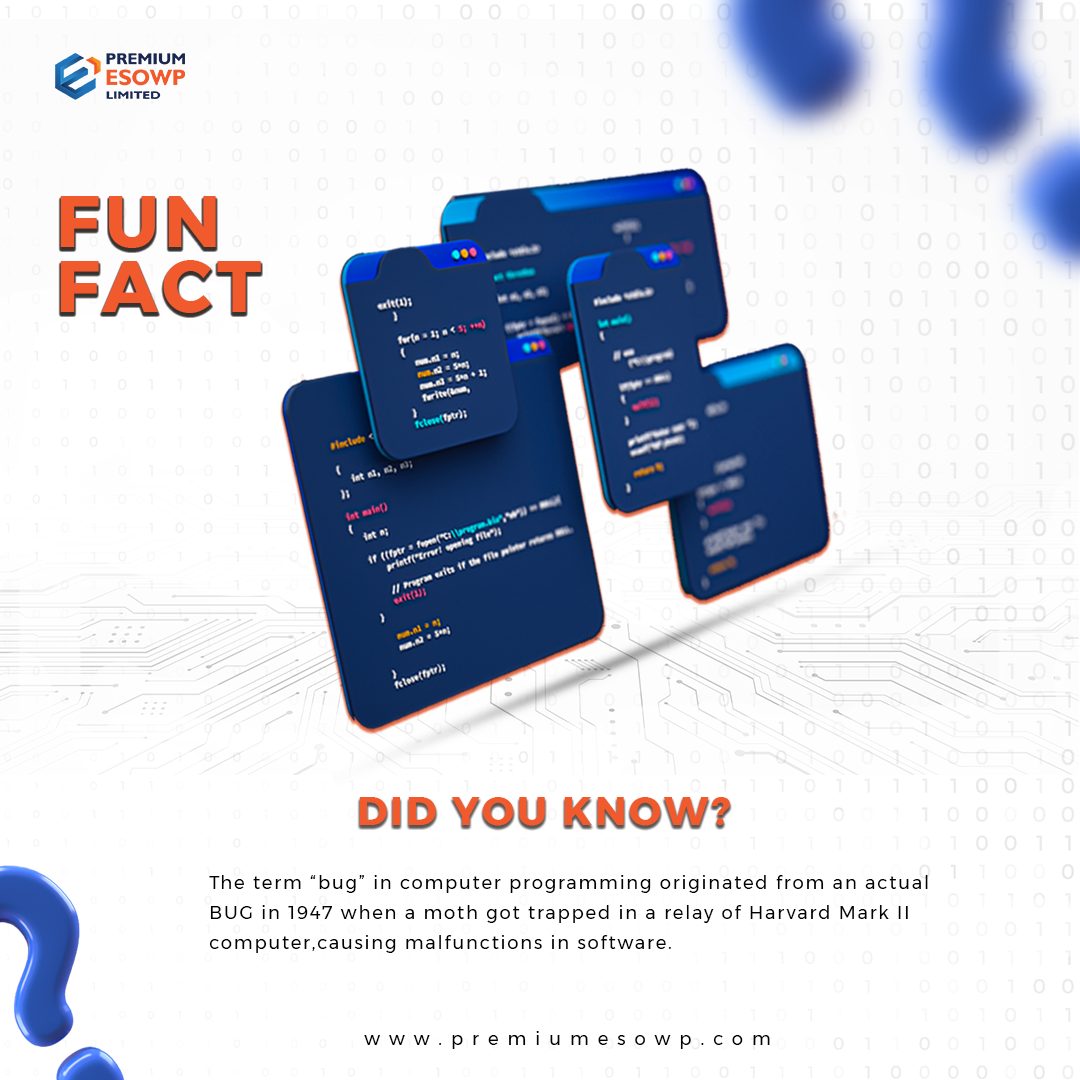 PREMIUM
ESOWP
LIMITED
FUN
FACT
exit(1);
}
for(n = 1; n < 5; ++n)
{
num.n1 = n;
num.n2 = 5*n;
num.n3 = 5*n + 1;
fwrite(&num,
}
fclose(fptr);
#include <
{
int n1, n2, n3;
};
int main()
{
int n;
if ((fptr = fopen("C:\\program.bin","wb")) == NULL){
printf("Error! opening file");
// Program exits if the file pointer returns NULL.
exit(1);
}
num.n1 = n;
num.n2 = 5*n;
}
fclose(fptr);
int main()
{
{
exit(1);
}
}
DID YOU KNOW?
The term “bug” in computer programming originated from an actual
BUG in 1947 when a moth got trapped in a relay of Harvard Mark II
computer,causing malfunctions in software.
www.premiumesowp.com